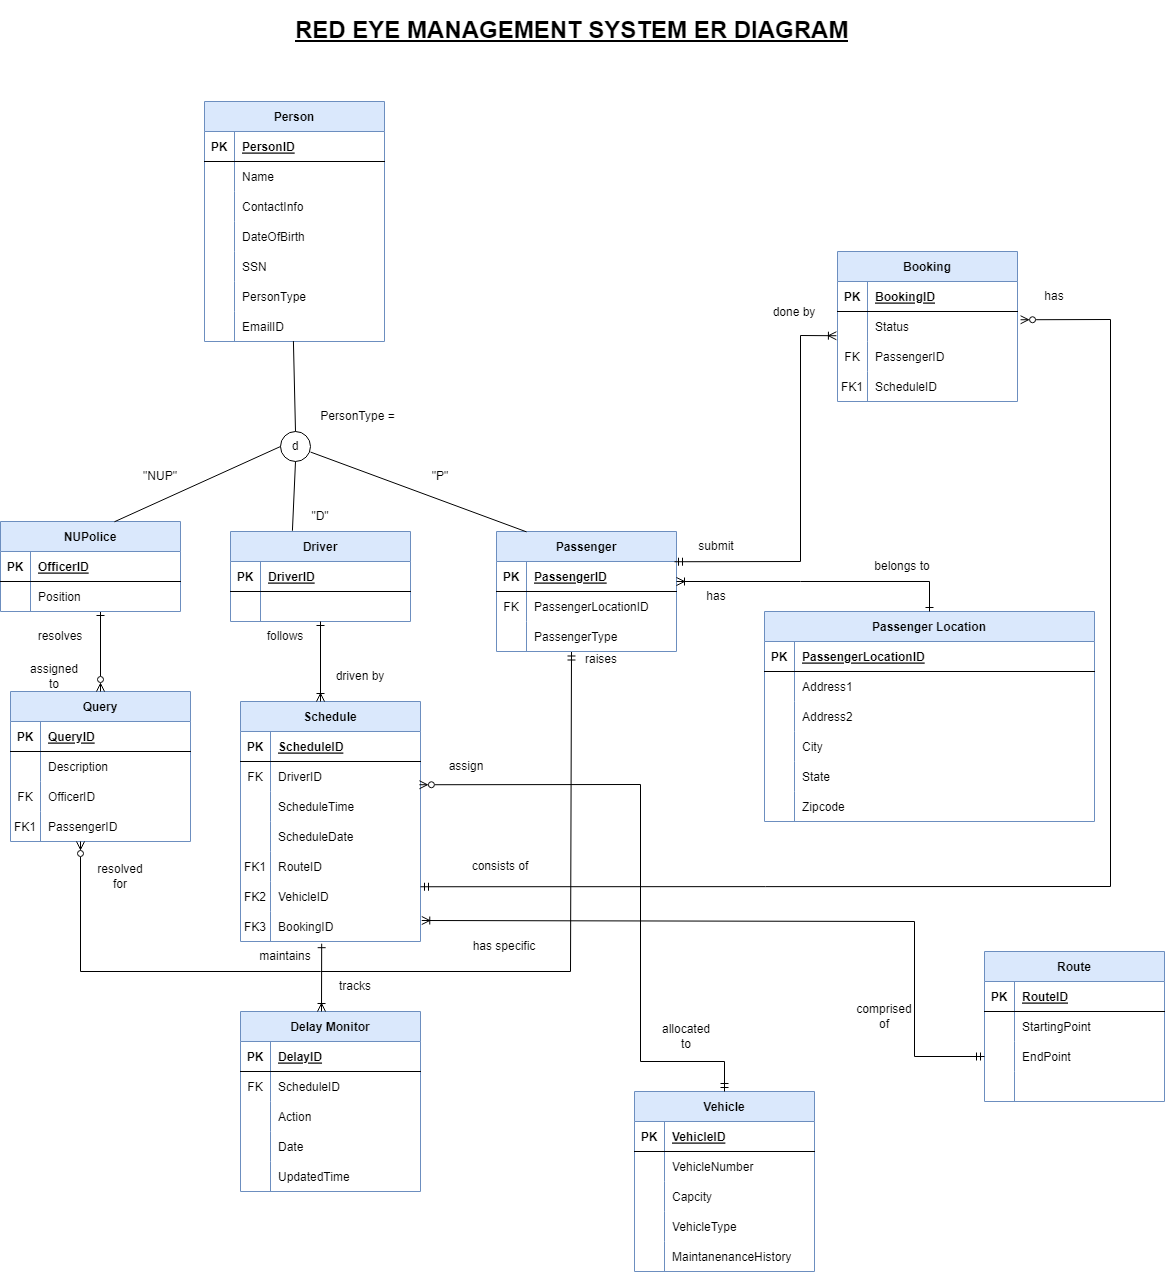 RED EYE MANAGEMENT SYSTEM ER DIAGRAM
Person
PK PersonID
Name
ContactInfo
DateOfBirth
SSN
PersonType
EmailID
PersonType =
d
"NUP"
"D"
"P"
Booking
PK BookingID
Status
FK PassengerID
FK1 ScheduleID
done by
has
NUPolice
PK OfficerID
Position
Driver
PK DriverID
Passenger
PK PassengerID
FK PassengerLocationID
PassengerType
submit
has
belongs to
raises
Passenger Location
PK PassengerLocationID
Address1
Address2
City
State
Zipcode
resolves
assigned
to
follows
driven by
Query
PK QueryID
Description
FK OfficerID
FK1 PassengerID
resolved
for
Schedule
PK ScheduleID
FK DriverID
ScheduleTime
ScheduleDate
FK1 RouteID
FK2 VehicleID
FK3 BookingID
assign
consists of
has specific
maintains
tracks
Delay Monitor
PK DelayID
FK ScheduleID
Action
Date
UpdatedTime
comprised
of
Route
PK RouteID
StartingPoint
EndPoint
allocated
to
Vehicle
PK VehicleID
VehicleNumber
Capcity
VehicleType
MaintanenanceHistory